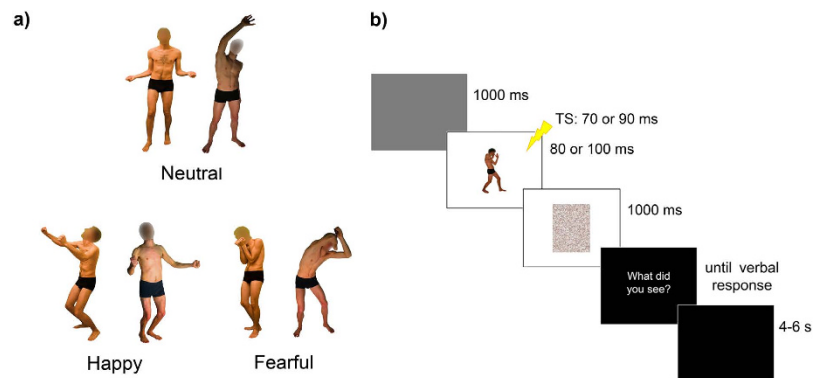 a)
Neutral
Happy
Fearful
b)
1000 ms
TS: 70 or 90 ms
80 or 100 ms
1000 ms
What did
you see?
until verbal
response
4-6 s